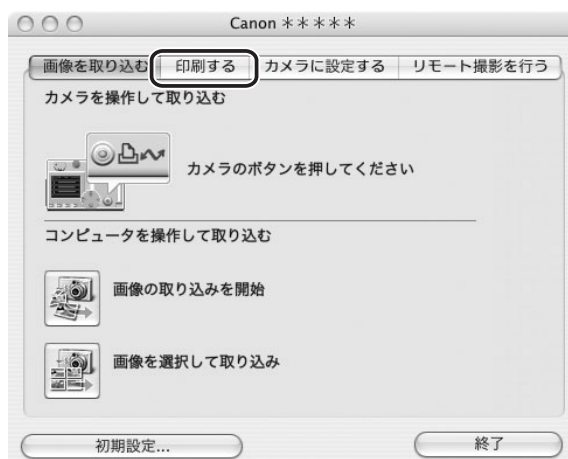 Canon ＊＊＊＊＊
画像を取り込む 印刷する カメラに設定する リモート撮影を行う
カメラを操作して取り込む
カメラのボタンを押してください
コンピュータを操作して取り込む
画像の取り込みを開始
画像を選択して取り込み
初期設定... 終了